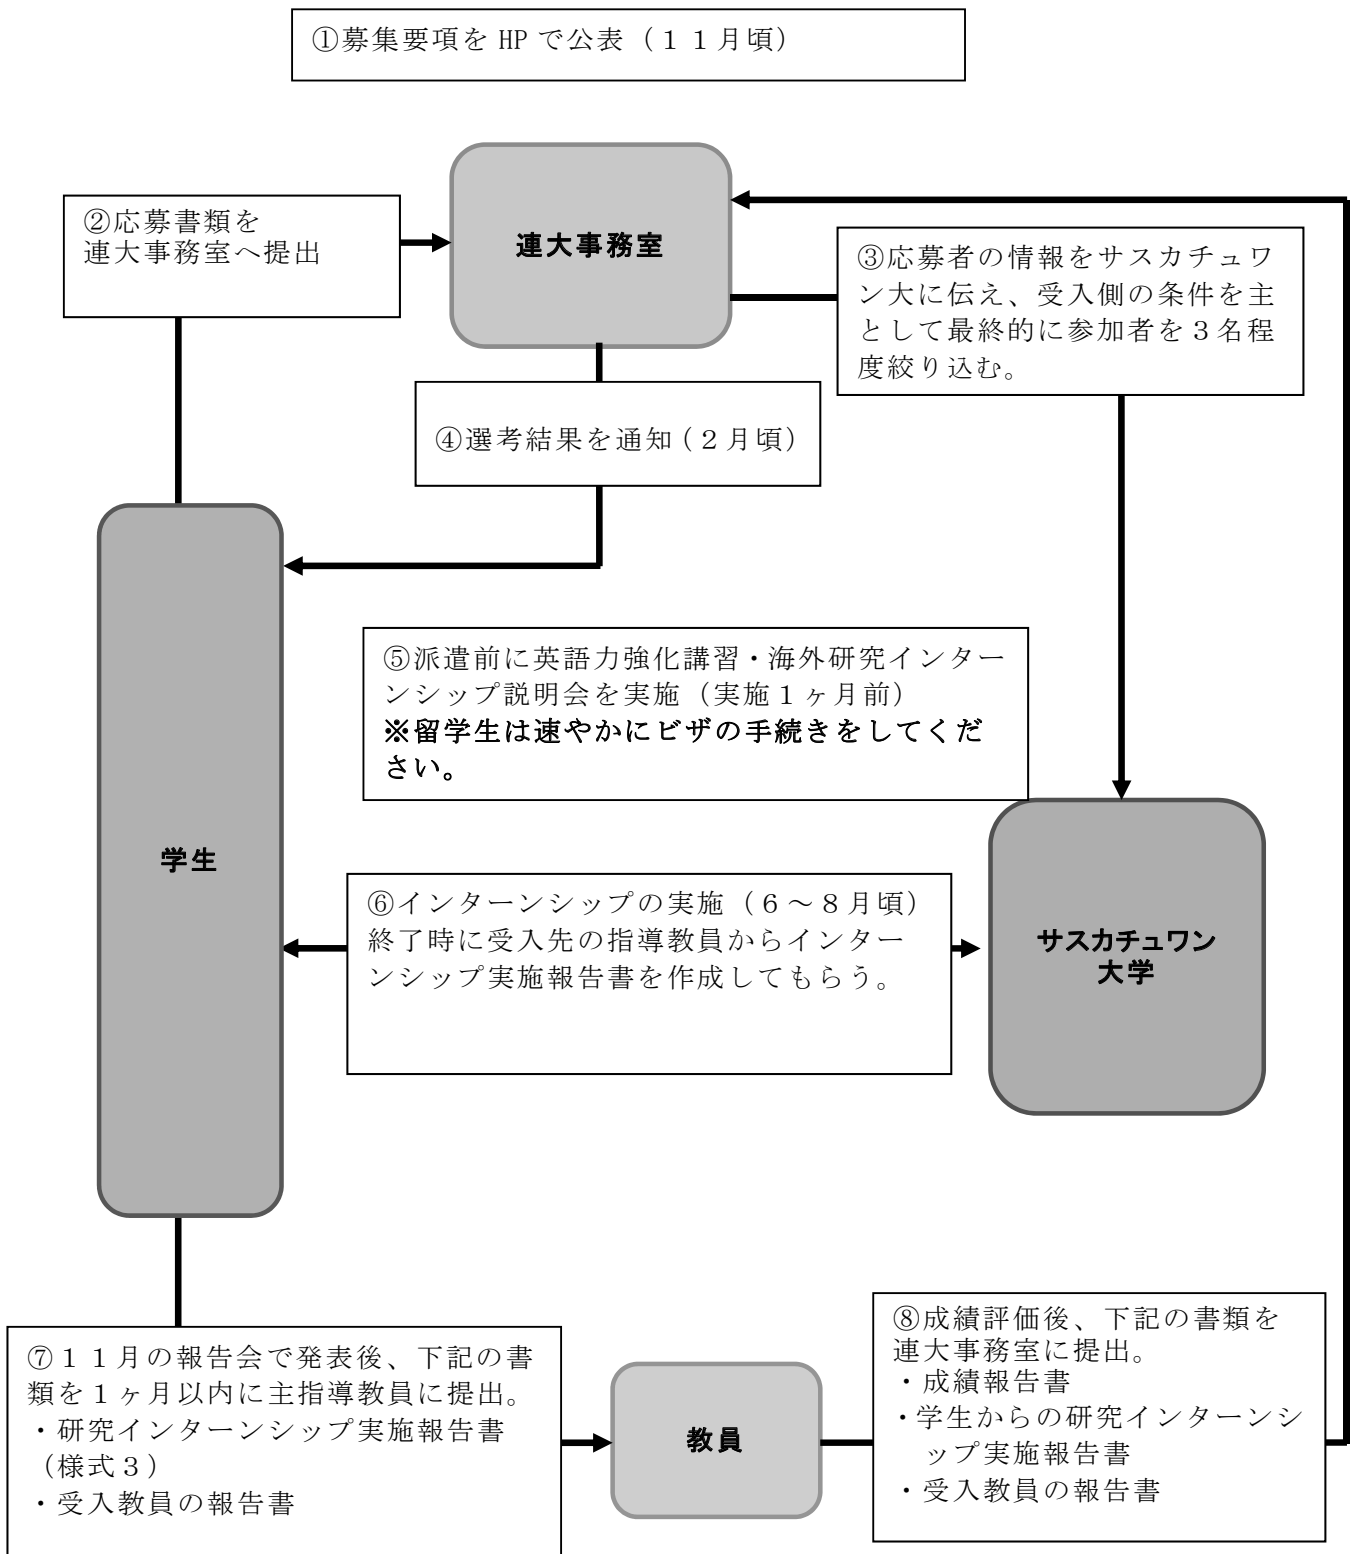 ①募集要項を HP で公表（１１月頃）
連大事務室
②応募書類を
連大事務室へ提出
③応募者の情報をサスカチュワ
ン大に伝え、受入側の条件を主
として最終的に参加者を３名程
度絞り込む。
④選考結果を通知（２月頃）
⑤派遣前に英語力強化講習・海外研究インター
ンシップ説明会を実施（実施１ヶ月前）
※留学生は速やかにビザの手続きをしてくだ
さい。
学生
⑥インターンシップの実施（６～８月頃）
終了時に受入先の指導教員からインター
ンシップ実施報告書を作成してもらう。
サスカチュワン
大学
⑦１１月の報告会で発表後、下記の書
類を１ヶ月以内に主指導教員に提出。
・研究インターンシップ実施報告書
（様式３）
・受入教員の報告書
教員
⑧成績評価後、下記の書類を
連大事務室に提出。
・成績報告書
・学生からの研究インターンシ
ップ実施報告書
・受入教員の報告書